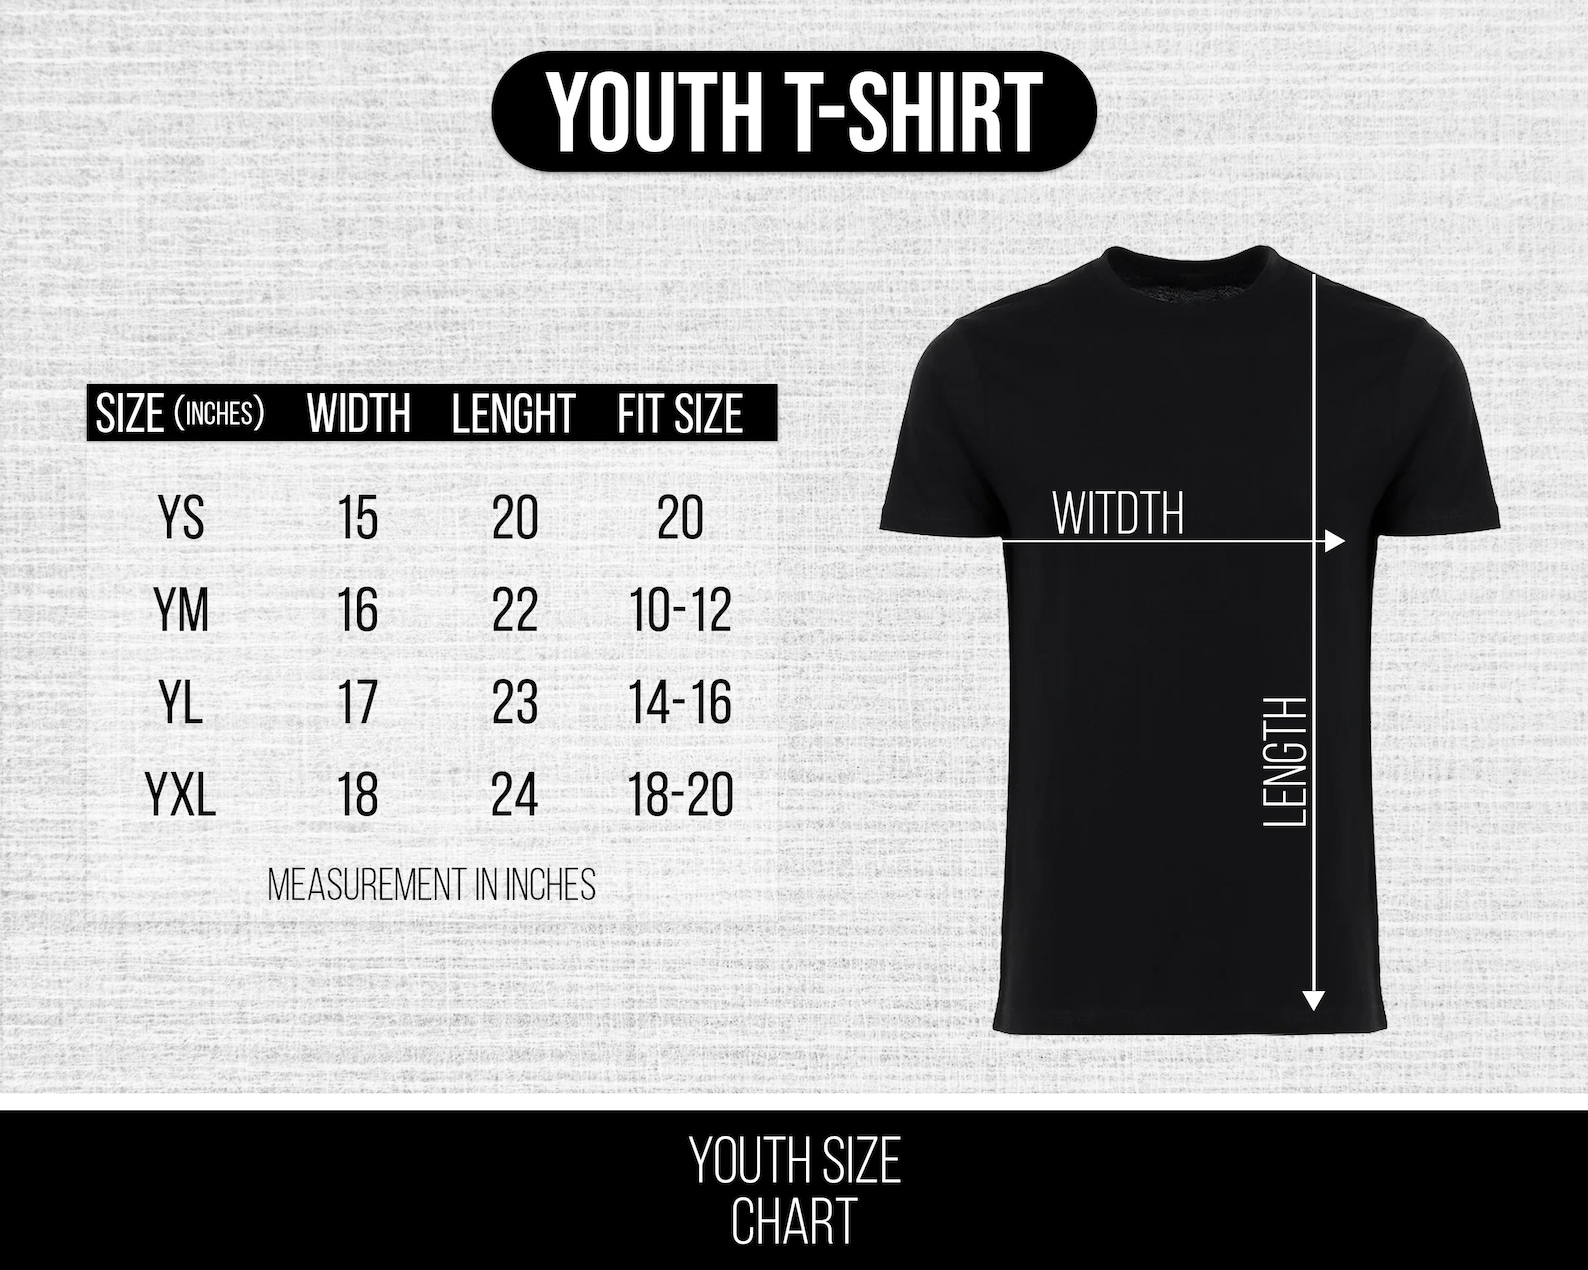 YOUTH T-SHIRT
SIZE (INCHES) WIDTH LENGHT FIT SIZE
YS 15 20 20
YM 16 22 10-12
YL 17 23 14-16
YXL 18 24 18-20
MEASUREMENT IN INCHES
WITDTH
LENGTH
YOUTH SIZE
CHART